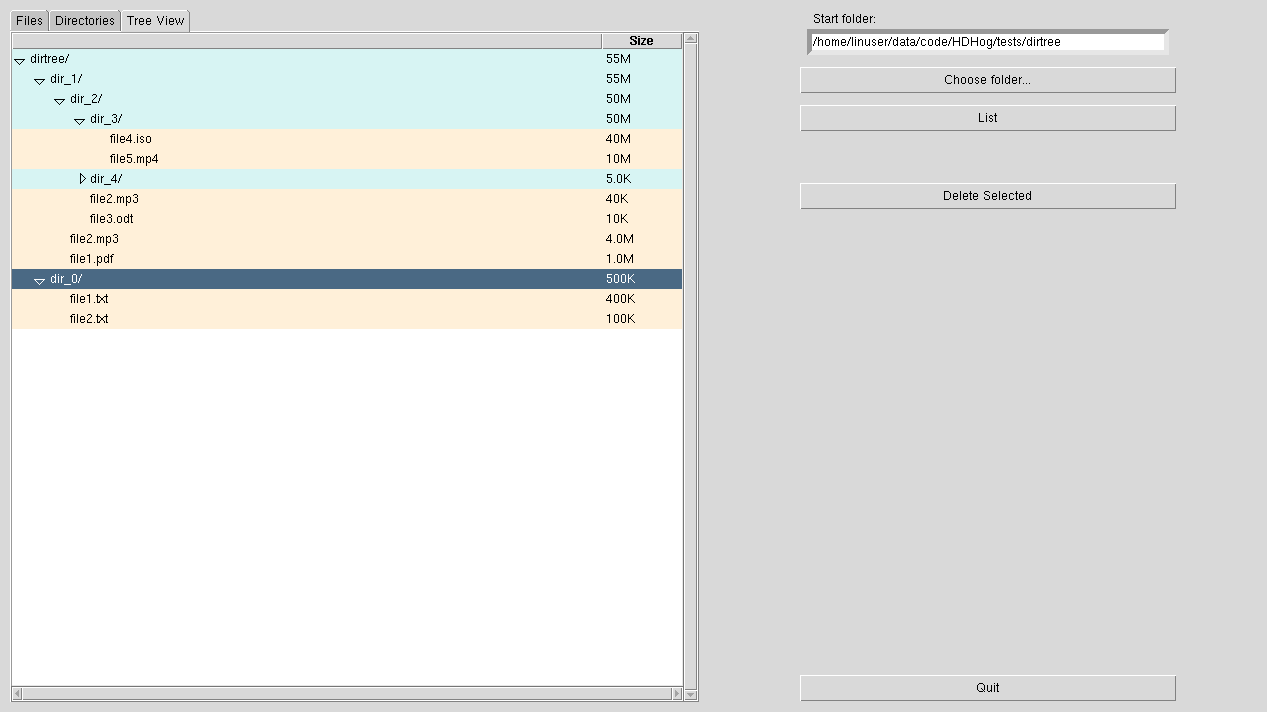 Files Directories Tree View
Size
dirtree/ 55M
dir_1/ 55M
dir_2/ 50M
dir_3/ 50M
file4.iso 40M
file5.mp4 10M
dir_4/ 5.0K
file2.mp3 40K
file3.odt 10K
file2.mp3 4.0M
file1.pdf 1.0M
dir_0/ 500K
file1.txt 400K
file2.txt 100K
Start folder:
/home/linuser/data/code/HDHog/tests/dirtree
Choose folder...
List
Delete Selected
Quit